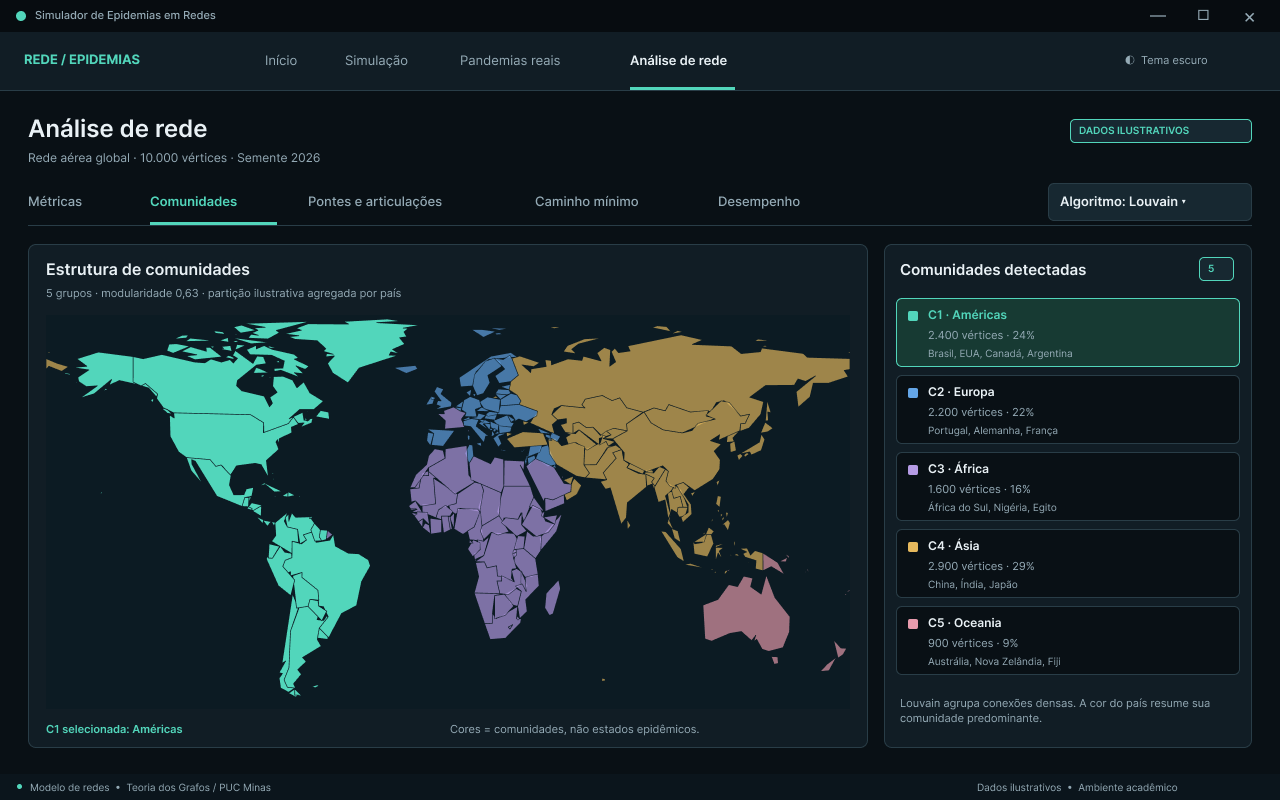 Simulador de Epidemias em Redes
REDE / EPIDEMIAS
Início
Simulação
Pandemias reais
Análise de rede
Tema escuro
Análise de rede
DADOS ILUSTRATIVOS
Rede aérea global · 10.000 vértices · Semente 2026
Métricas
Comunidades
Pontes e articulações
Caminho mínimo
Desempenho
Algoritmo: Louvain ▾
Estrutura de comunidades
5 grupos · modularidade 0,63 · partição ilustrativa agregada por país
C1 selecionada: Américas
Cores = comunidades, não estados epidêmicos.
Comunidades detectadas
5
C1 · Américas
2.400 vértices · 24%
Brasil, EUA, Canadá, Argentina
C2 · Europa
2.200 vértices · 22%
Portugal, Alemanha, França
C3 · África
1.600 vértices · 16%
África do Sul, Nigéria, Egito
C4 · Ásia
2.900 vértices · 29%
China, Índia, Japão
C5 · Oceania
900 vértices · 9%
Austrália, Nova Zelândia, Fiji
Louvain agrupa conexões densas. A cor do país resume sua
comunidade predominante.
Modelo de redes • Teoria dos Grafos / PUC Minas
Dados ilustrativos • Ambiente acadêmico